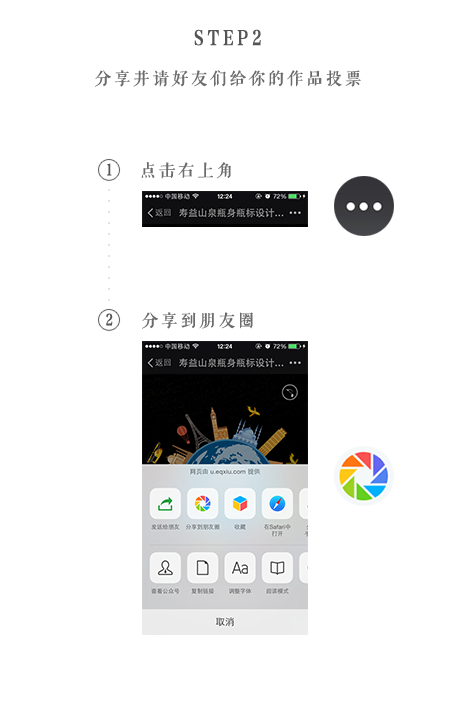 STEP2
分享并请好友们给你的作品投票
1 点击右上角
中国移动 12:24 72%
返回 寿益山泉瓶身瓶标设计...
2 分享到朋友圈
中国移动 12:24 72%
返回 寿益山泉瓶身瓶标设计...
网页由 u.eqxiu.com 提供
发送给朋友 分享到朋友圈 收藏 在Safari中打开
Aa
查看公众号 复制链接 调整字体 阅读模式
取消